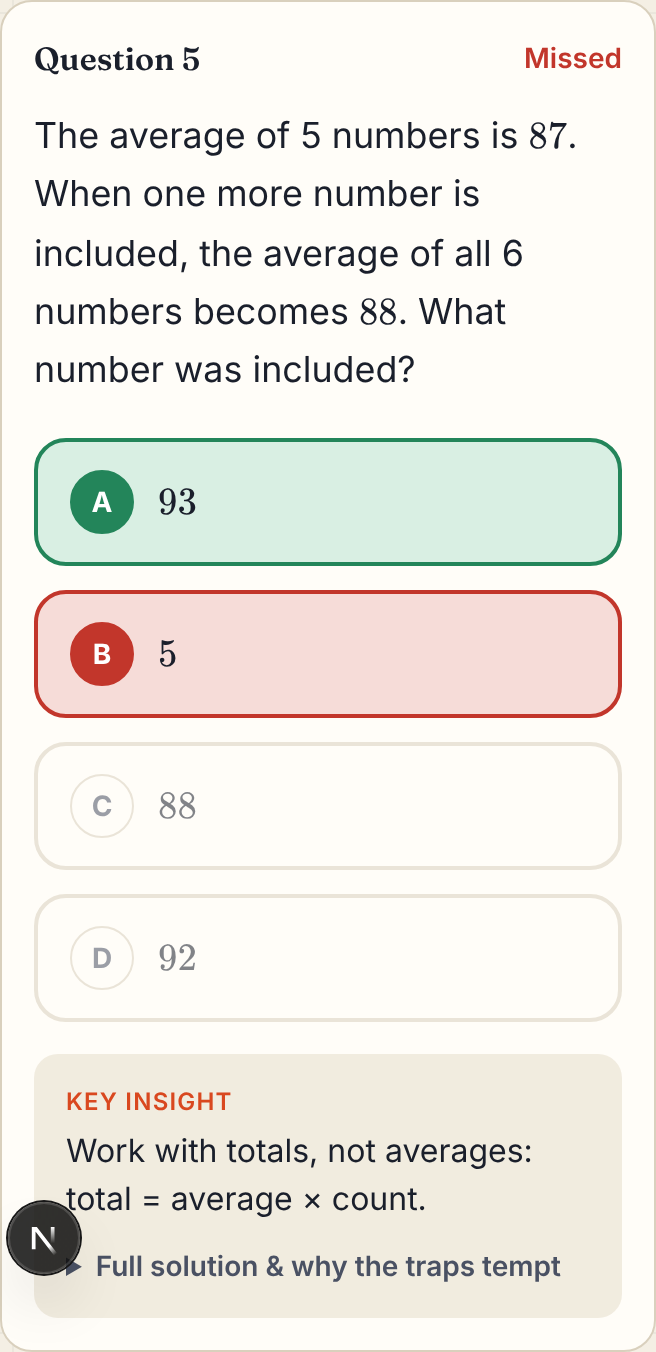 Question 5
Missed
The average of 5 numbers is 87.
When one more number is
included, the average of all 6
numbers becomes 88. What
number was included?
A 93
B 5
C 88
D 92
KEY INSIGHT
Work with totals, not averages:
total = average × count.
N
▶ Full solution & why the traps tempt